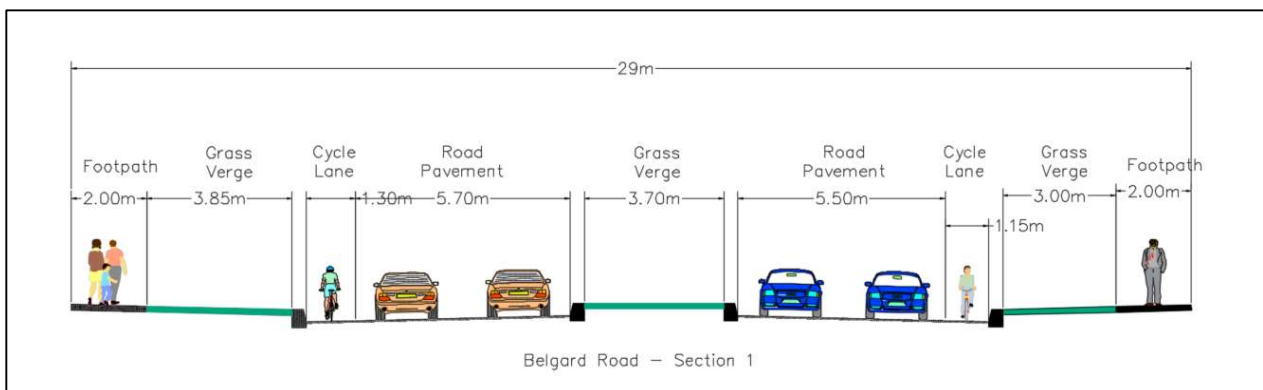 29m
Footpath
Grass
Verge
Cycle
Lane
Road
Pavement
Grass
Verge
Road
Pavement
Cycle
Lane
Grass
Verge
Footpath
2.00m
3.85m
1.30m
5.70m
3.70m
5.50m
1.15m
3.00m
2.00m
Belgard Road – Section 1